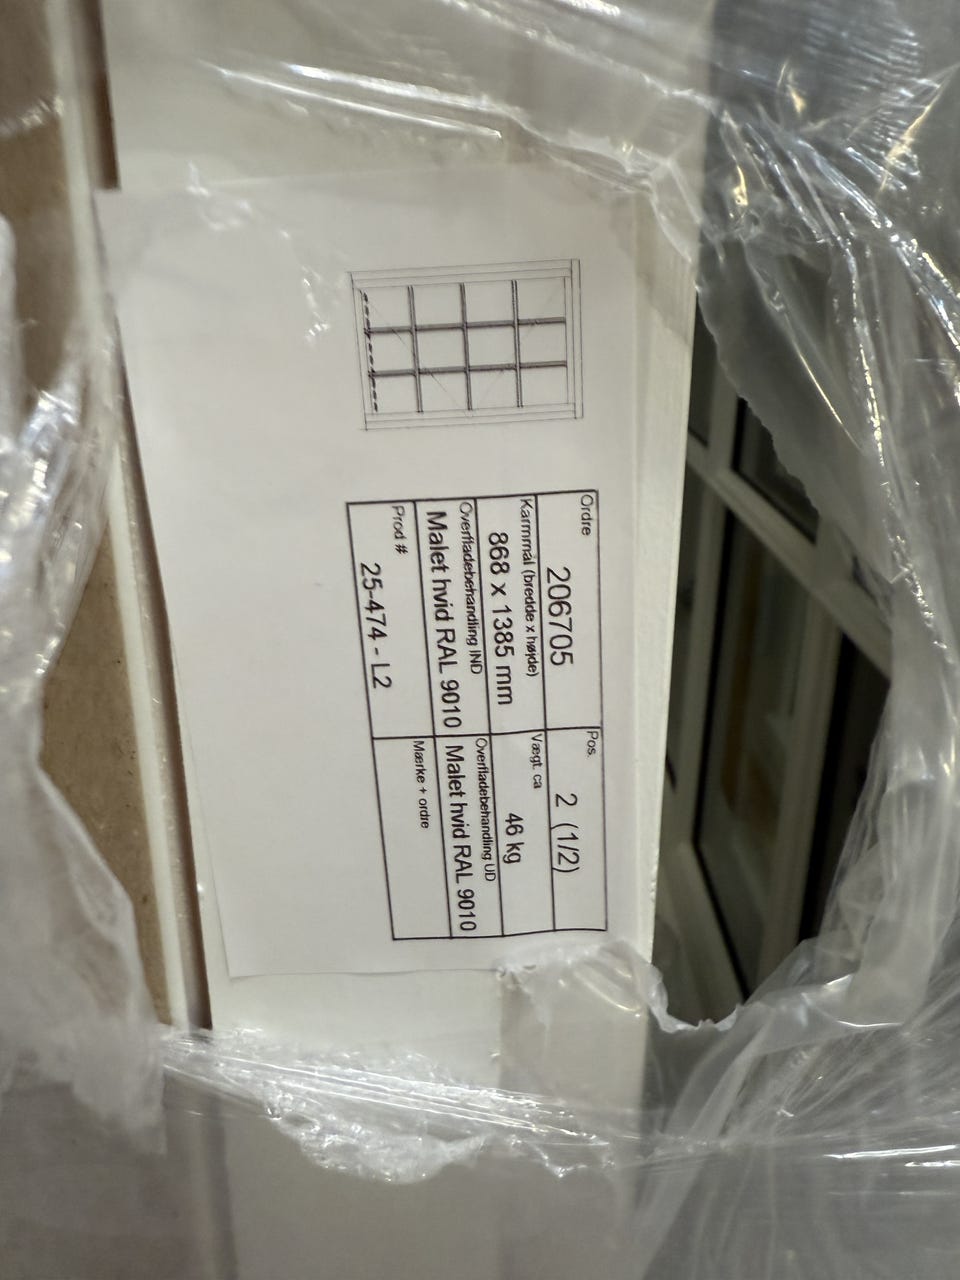 Ordre
206705
Pos.
2 (1/2)
Karmmål (bredde x højde)
868 x 1385 mm
Vægt. ca
46 kg
Overfladebehandling IND
Malet hvid RAL 9010
Overfladebehandling UD
Malet hvid RAL 9010
Prod #
25-474 - L2
Mærke + ordre